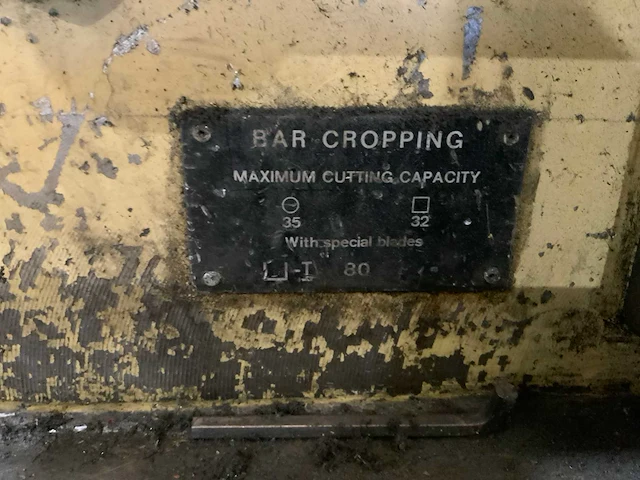 BAR CROPPING
MAXIMUM CUTTING CAPACITY
35 32
With special blades
80